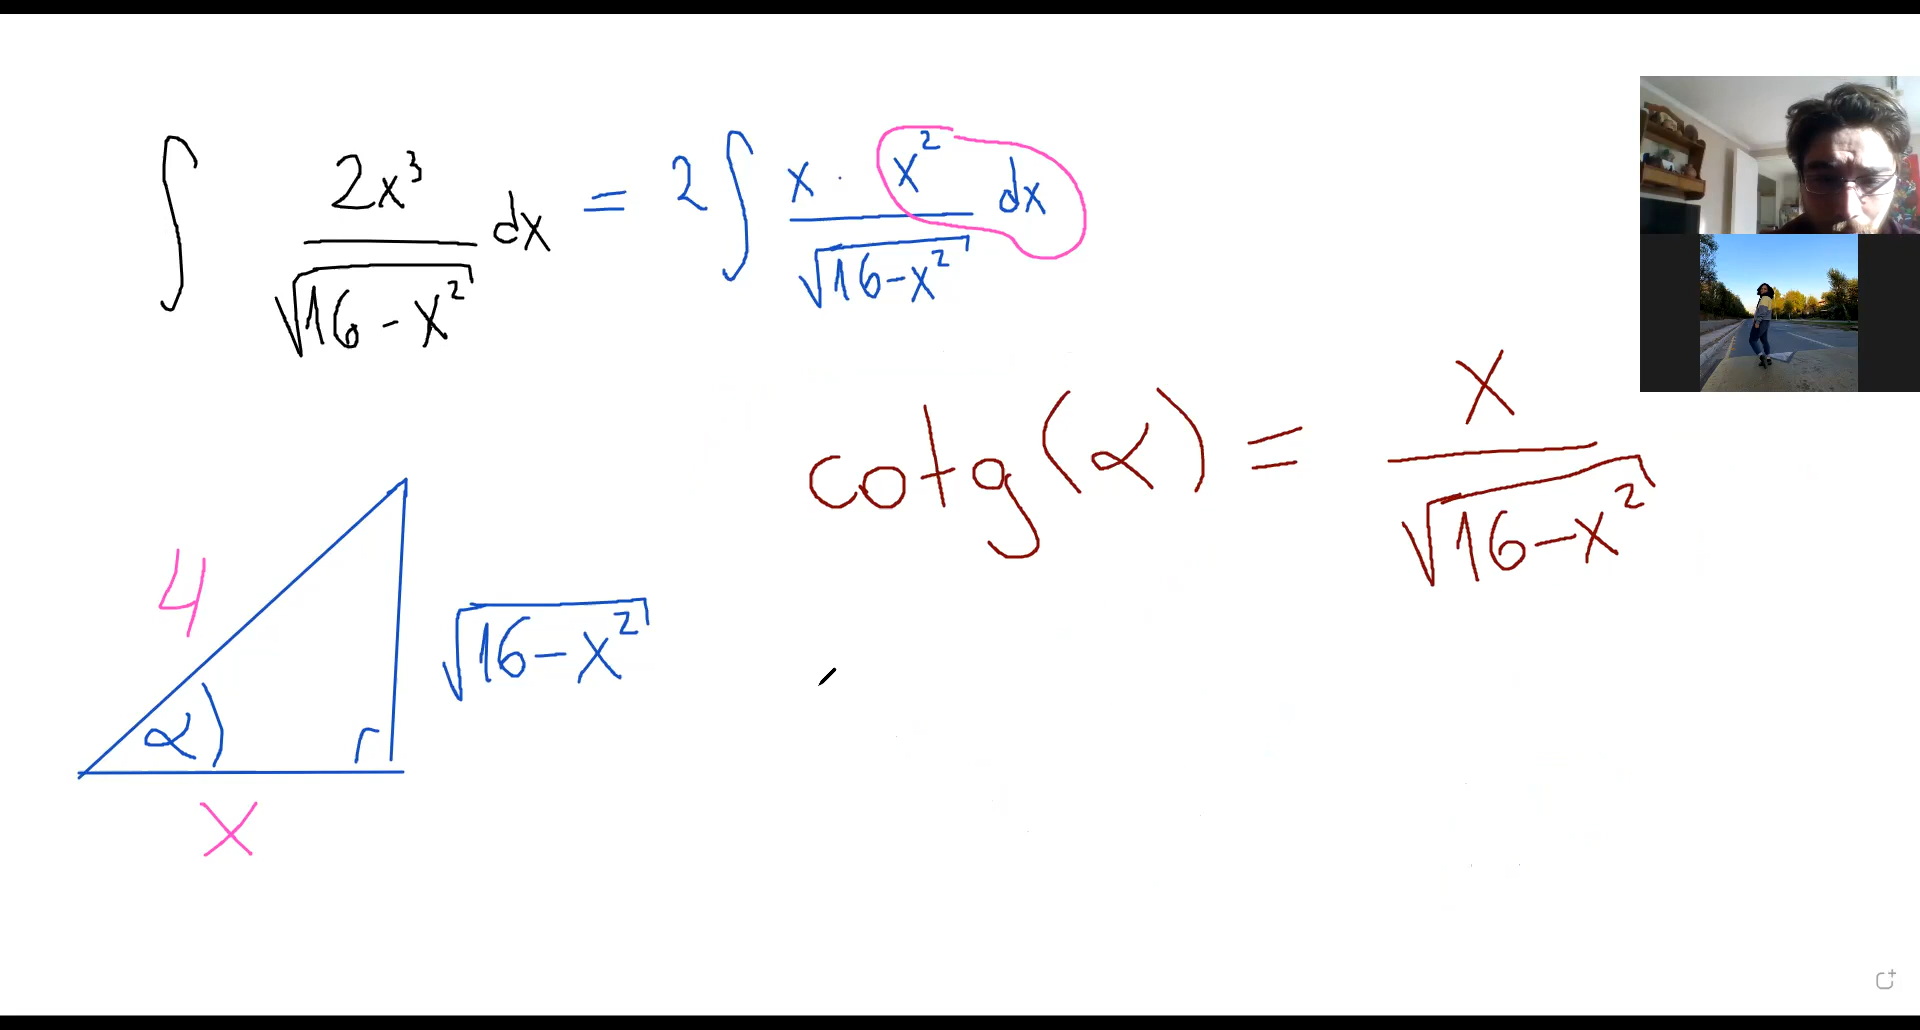 ∫ 2x³ / √(16 - x²) dx = 2 ∫ x · x² / √(16 - x²) dx
cotg(α) = x / √(16 - x²)
4
√(16 - x²)
α
x